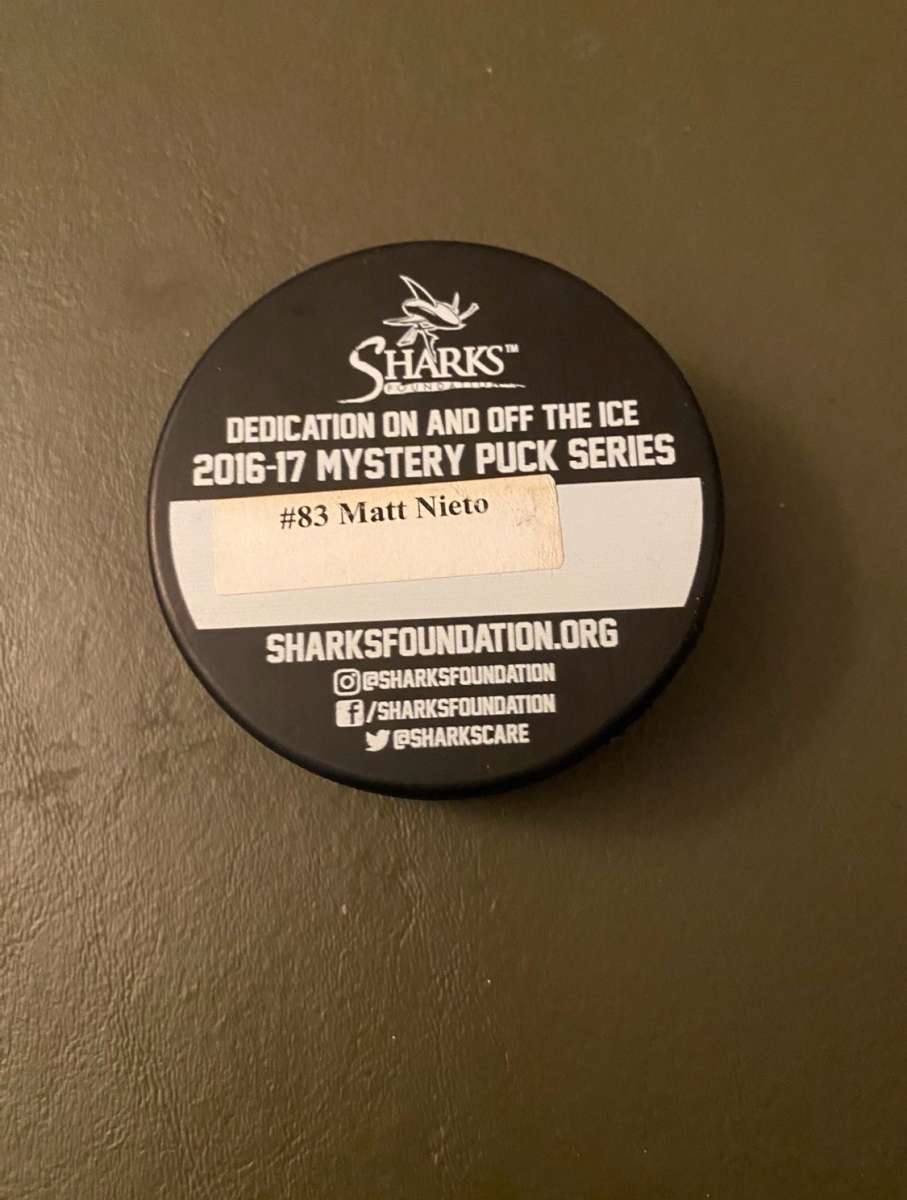 SHARKS™
FOUNDATION
DEDICATION ON AND OFF THE ICE
2016-17 MYSTERY PUCK SERIES
#83 Matt Nieto
SHARKSFOUNDATION.ORG
@SHARKSFOUNDATION
/SHARKSFOUNDATION
@SHARKSCARE